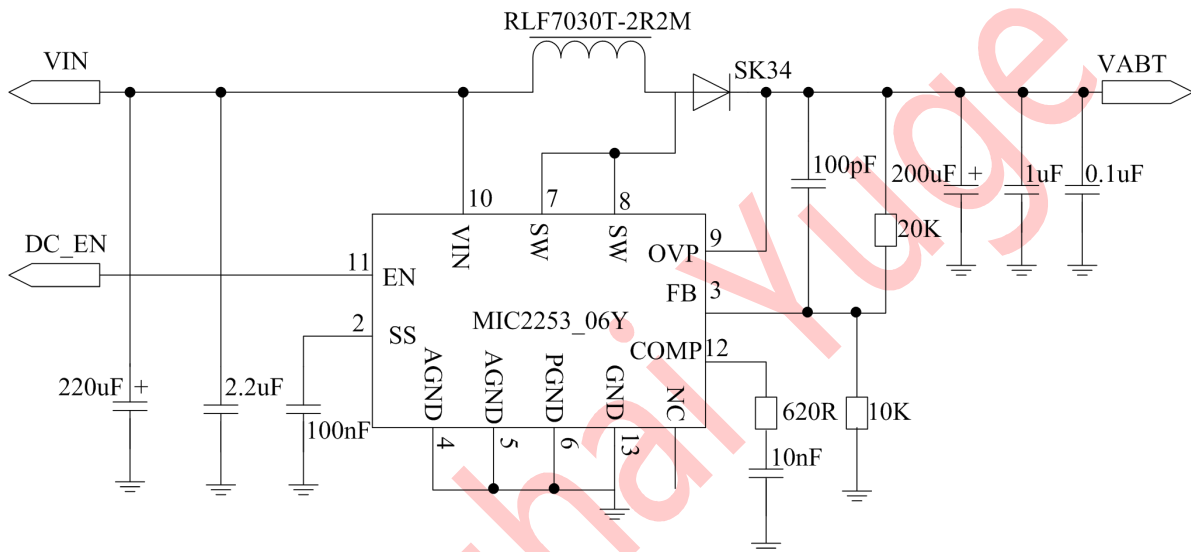 RLF7030T-2R2M
VIN
SK34
VABT
100pF
200uF +
1uF
0.1uF
20K
10
7
8
VIN
SW
SW
OVP
9
DC_EN
11
EN
FB
3
2
SS
MIC2253_06Y
COMP
12
AGND
AGND
PGND
GND
NC
220uF +
2.2uF
100nF
620R
10K
4
5
6
13
10nF
hai Yuge